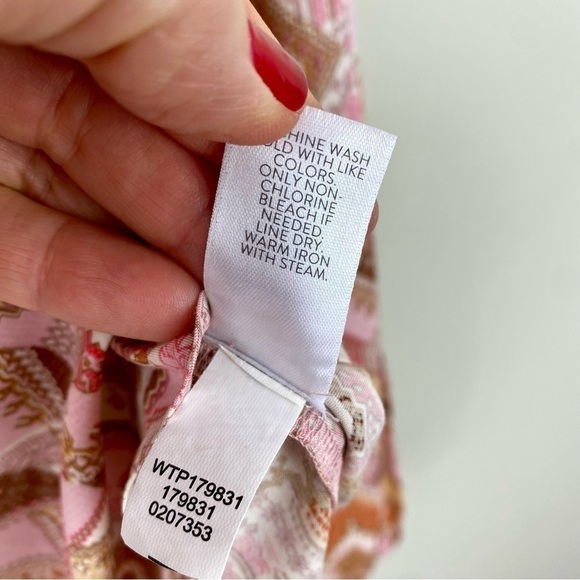 HINE WASH
LD WITH LIKE
COLORS.
ONLY NON-
CHLORINE
BLEACH IF
NEEDED
LINE DRY.
WARM IRON
WITH STEAM.
WTP179831
179831
0207353